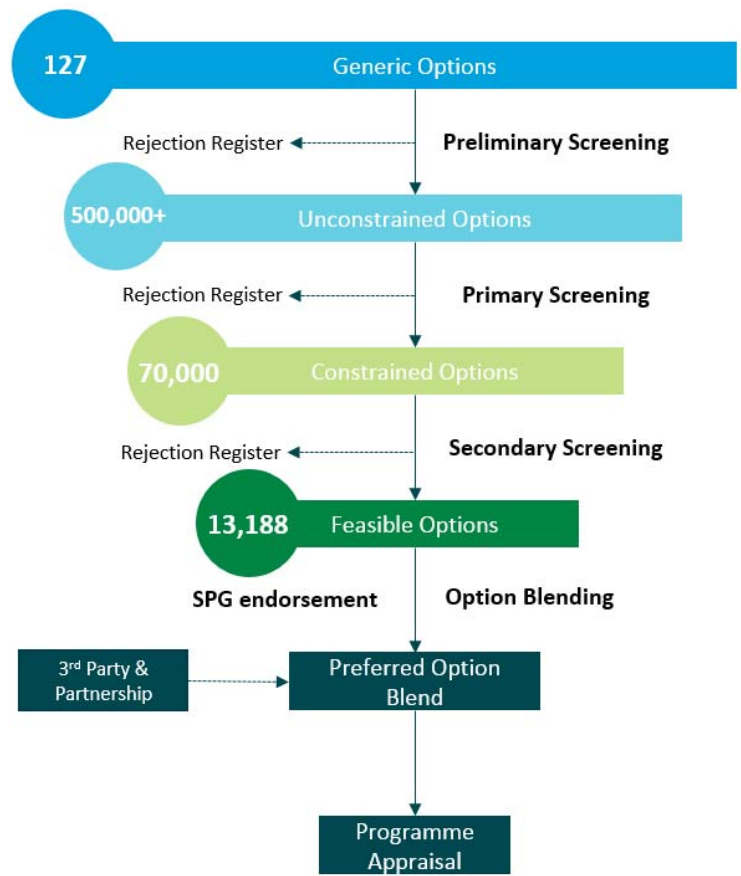 127
Generic Options
Rejection Register
Preliminary Screening
500,000+
Unconstrained Options
Rejection Register
Primary Screening
70,000
Constrained Options
Rejection Register
Secondary Screening
13,188
Feasible Options
SPG endorsement
Option Blending
3rd Party &
Partnership
Preferred Option
Blend
Programme
Appraisal